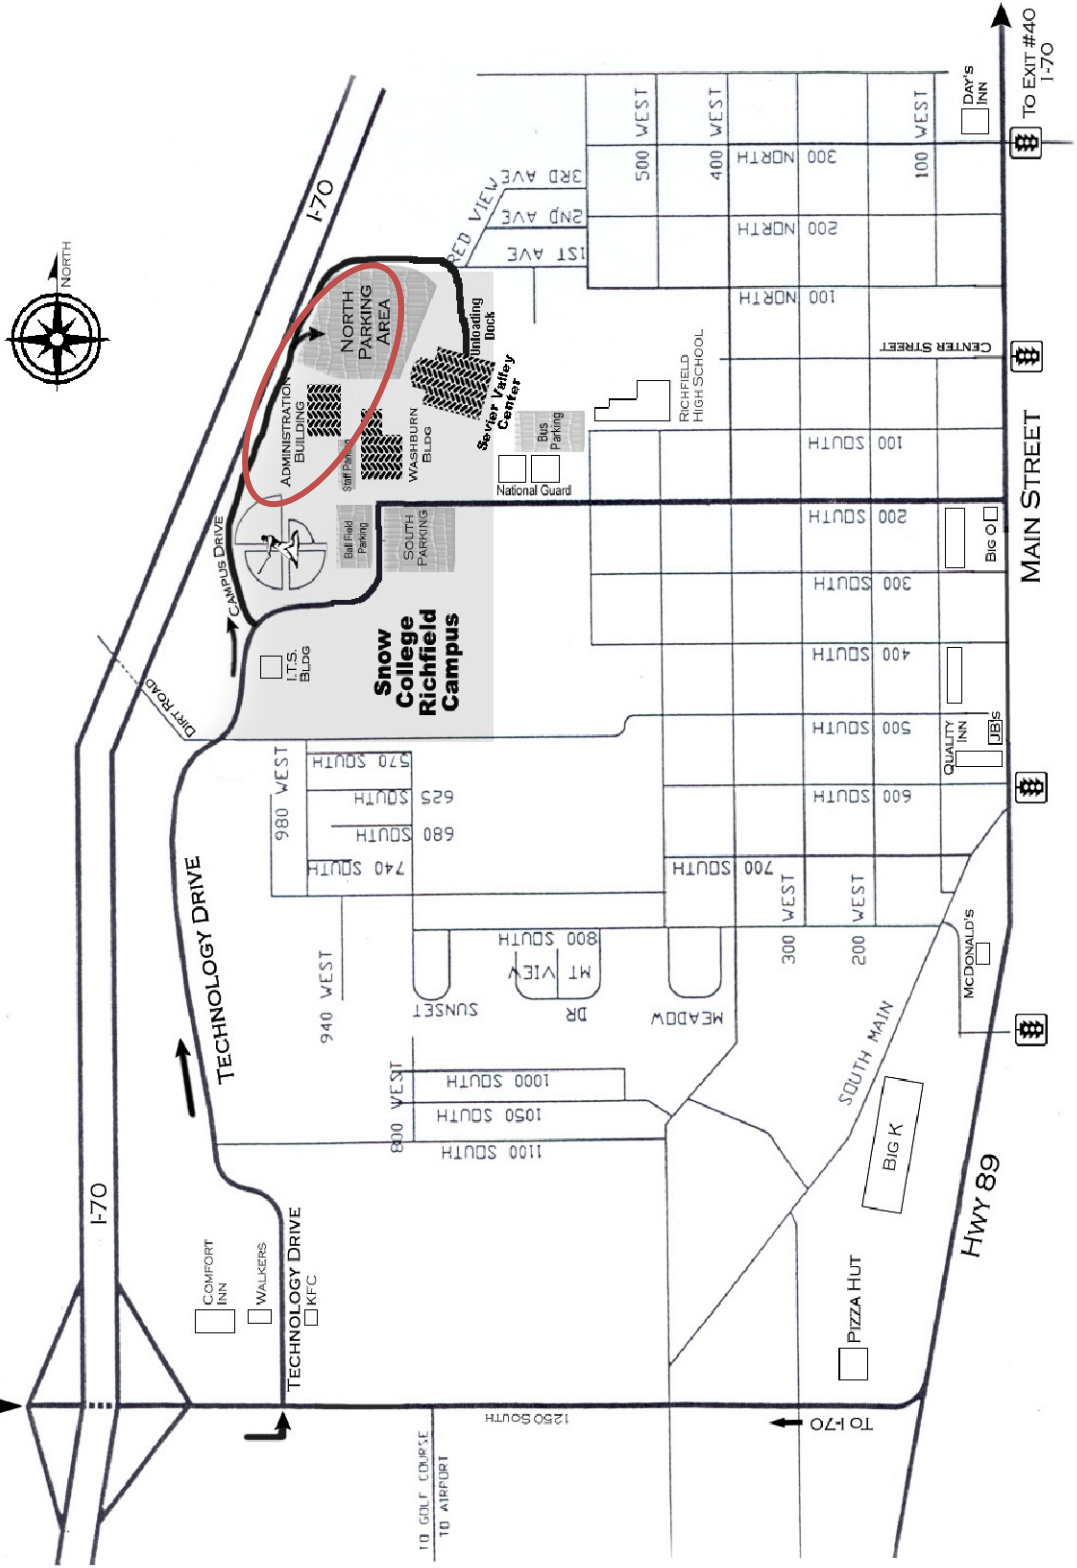 NORTH
I-70
TO EXIT #40
I-70
DAY'S
INN
500 WEST
400 WEST
100 WEST
300 NORTH
200 NORTH
100 NORTH
3RD AVE
2ND AVE
1ST AVE
RED VIEW
CENTER STREET
NORTH
PARKING
AREA
ADMINISTRATION
BUILDING
Staff Parking
WASHBURN
BLDG
Unloading
Dock
Sevier Valley
Center
Bus
Parking
National Guard
RICHFIELD
HIGH SCHOOL
CAMPUS DRIVE
Ball Field
Parking
SOUTH
PARKING
Snow
College
Richfield
Campus
I.T.S.
BLDG
DIRT ROAD
100 SOUTH
200 SOUTH
300 SOUTH
400 SOUTH
500 SOUTH
600 SOUTH
700 SOUTH
BIG O
MAIN STREET
QUALITY
INN
JB'S
980 WEST
570 SOUTH
625 SOUTH
680 SOUTH
740 SOUTH
TECHNOLOGY DRIVE
940 WEST
800 SOUTH
MT VIEW
DR
SUNSET
MEADOW
300 WEST
200 WEST
MCDONALD'S
SOUTH MAIN
800 WEST
1000 SOUTH
1050 SOUTH
1100 SOUTH
BIG K
HWY 89
I-70
COMFORT
INN
WALKERS
TECHNOLOGY DRIVE
KFC
PIZZA HUT
1250 SOUTH
TO I-70
TO GOLF COURSE
TO AIRPORT